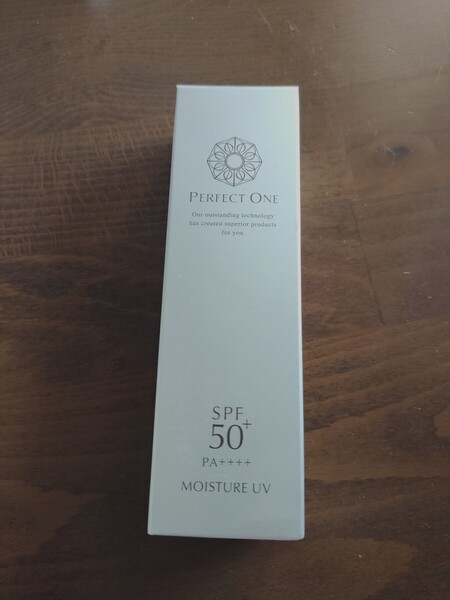 PERFECT ONE
Our outstanding technology
has created superior products
for you
SPF
50+
PA++++
MOISTURE UV